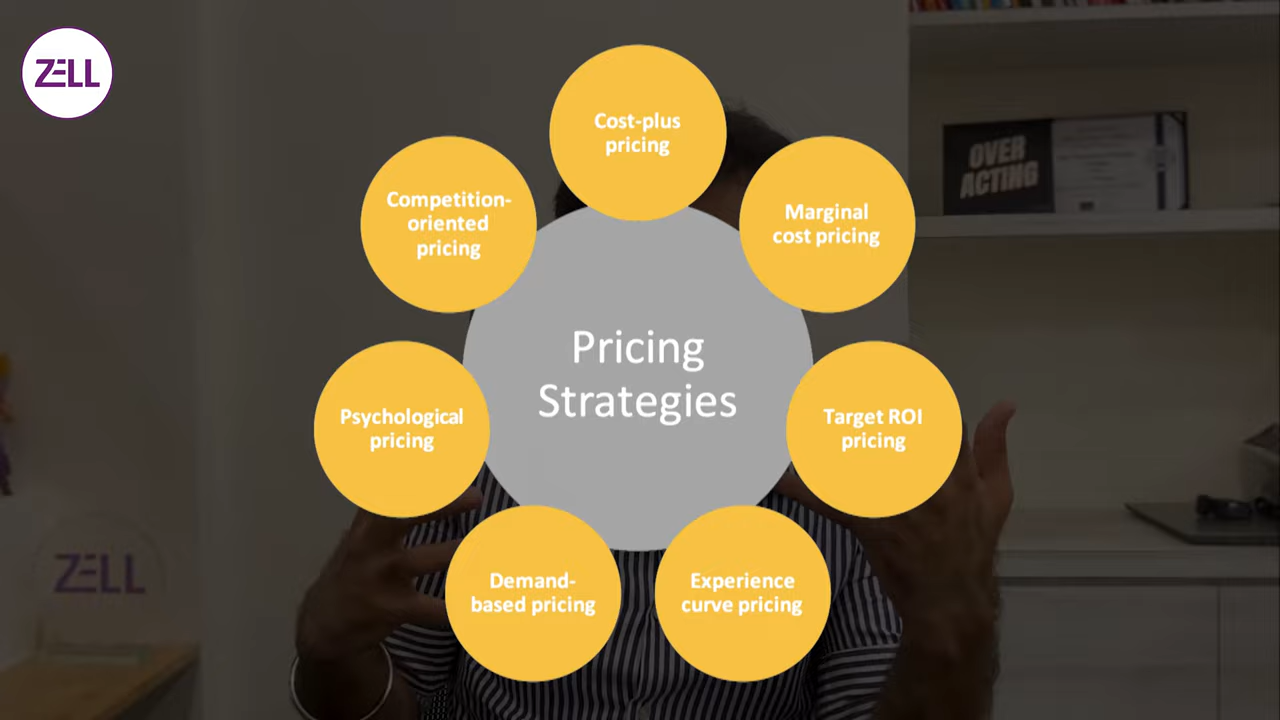 ZELL
Cost-plus
pricing
OVER
ACTING
Competition-
oriented
pricing
Marginal
cost pricing
Pricing
Strategies
Psychological
pricing
Target ROI
pricing
ZELL
Demand-
based pricing
Experience
curve pricing